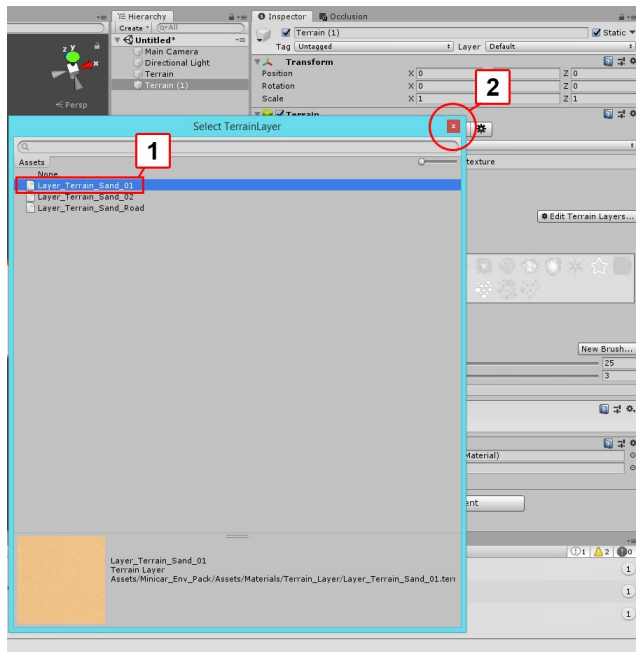 Hierarchy
Create
All
Untitled*
Main Camera
Directional Light
Terrain
Terrain (1)
z y
x
Persp
Inspector
Occlusion
Terrain (1)
Static
Tag Untagged
Layer Default
Transform
Position X 0 Z 0
Rotation X 0 Z 0
Scale X 1 Z 1
Terrain
2
Select TerrainLayer
x
1
Assets
None
Layer_Terrain_Sand_01
Layer_Terrain_Sand_02
Layer_Terrain_Sand_Road
texture
Edit Terrain Layers...
New Brush...
25
3
Material)
ent
1 2 0
1
1
1
Layer_Terrain_Sand_01
Terrain Layer
Assets/Minicar_Env_Pack/Assets/Materials/Terrain_Layer/Layer_Terrain_Sand_01.terr